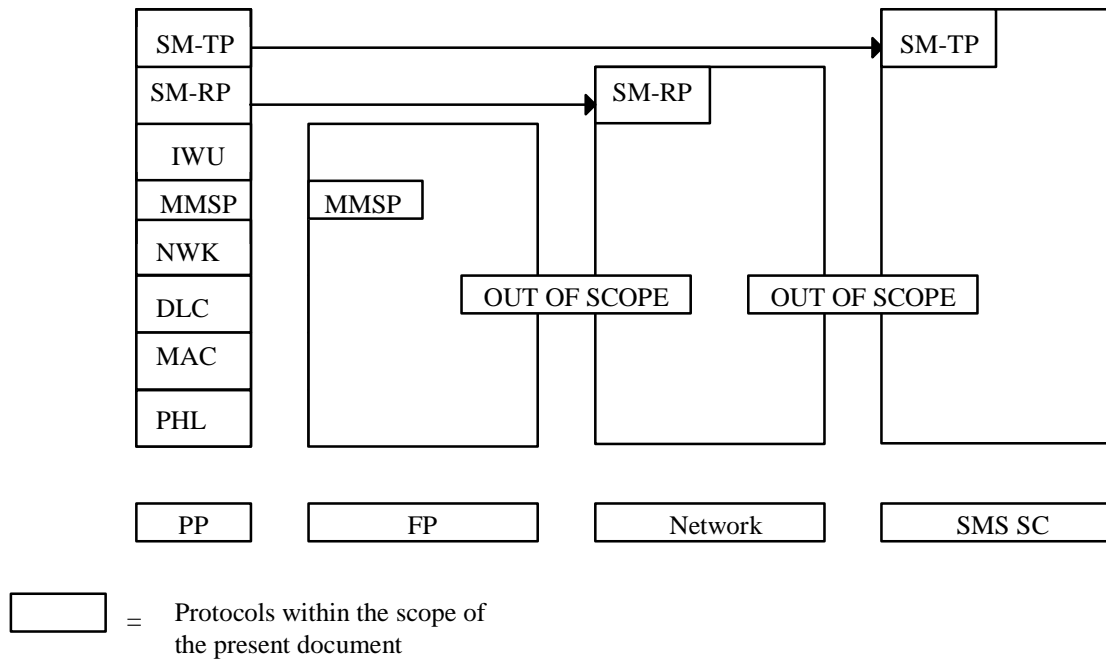 SM-TP
SM-TP
SM-RP
SM-RP
IWU
MMSP
MMSP
NWK
DLC
OUT OF SCOPE
OUT OF SCOPE
MAC
PHL
PP
FP
Network
SMS SC
= Protocols within the scope of
the present document